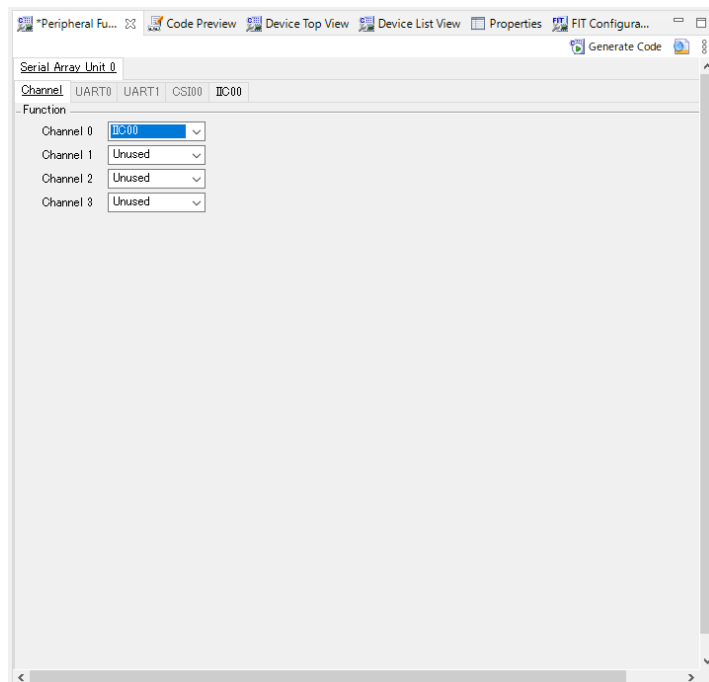 *Peripheral Fu... Code Preview Device Top View Device List View Properties FIT Configura...
Generate Code
Serial Array Unit 0
Channel UART0 UART1 CSI00 IIC00
Function
Channel 0 IIC00
Channel 1 Unused
Channel 2 Unused
Channel 3 Unused